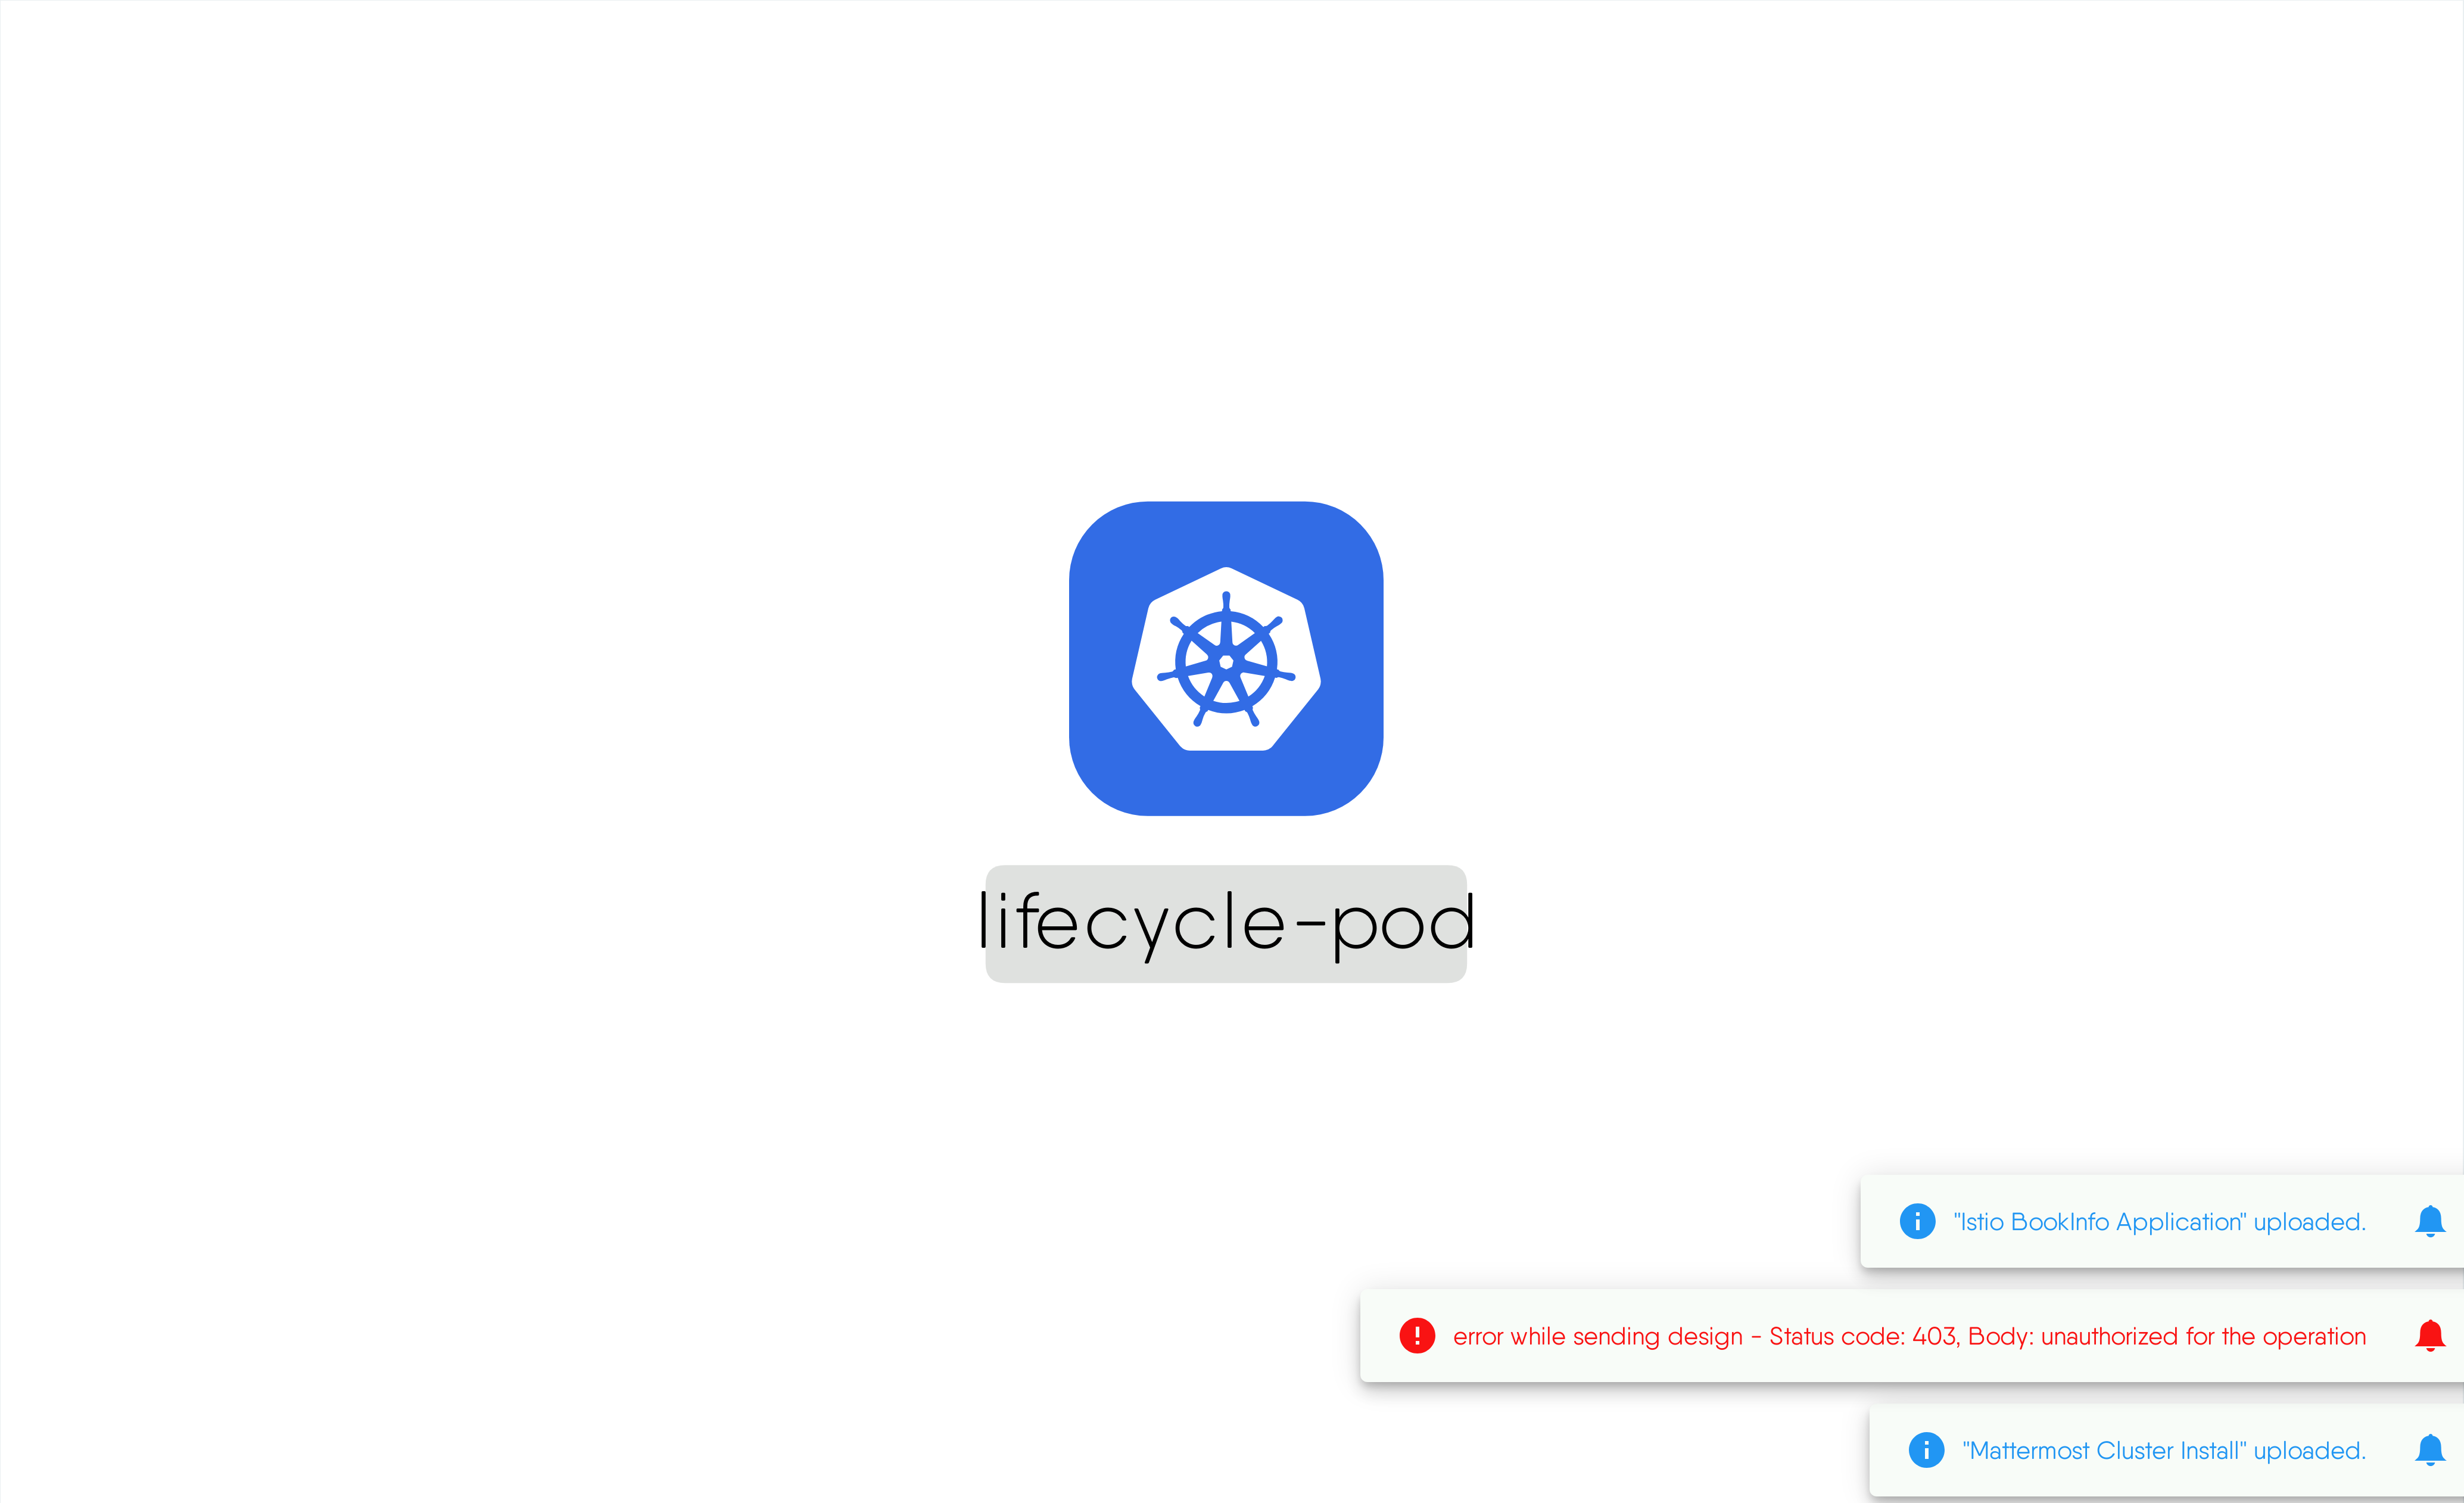 lifecycle-pod
"Istio BookInfo Application" uploaded.
error while sending design - Status code: 403, Body: unauthorized for the operation
"Mattermost Cluster Install" uploaded.